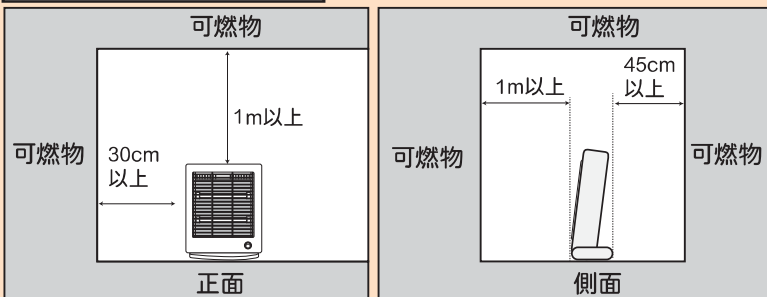 可燃物
1m以上
可燃物
30cm
以上
正面
可燃物
45cm
以上
1m以上
可燃物
可燃物
側面